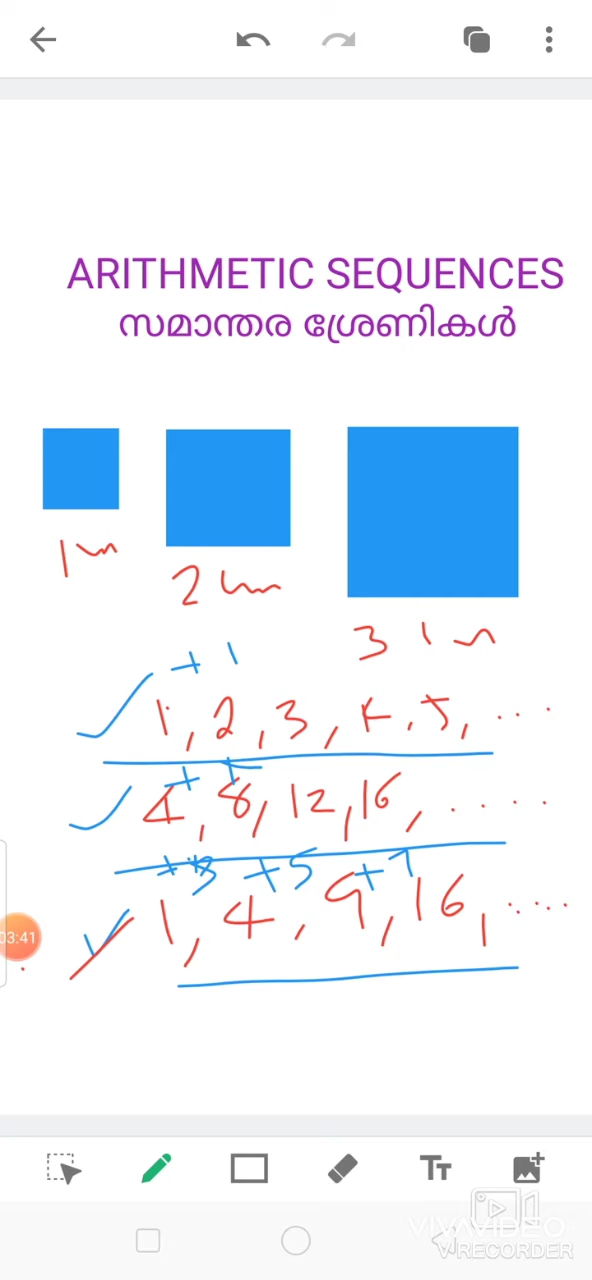 ARITHMETIC SEQUENCES
സമാന്തര ശ്രേണികൾ
1 cm
2 cm
3 cm
+1
1, 2, 3, 4, 5, ...
+4
4, 8, 12, 16, ....
+3 +5 +7
1, 4, 9, 16, ....
03:41
Tт
VIVAVIDEO
V.RECORDER